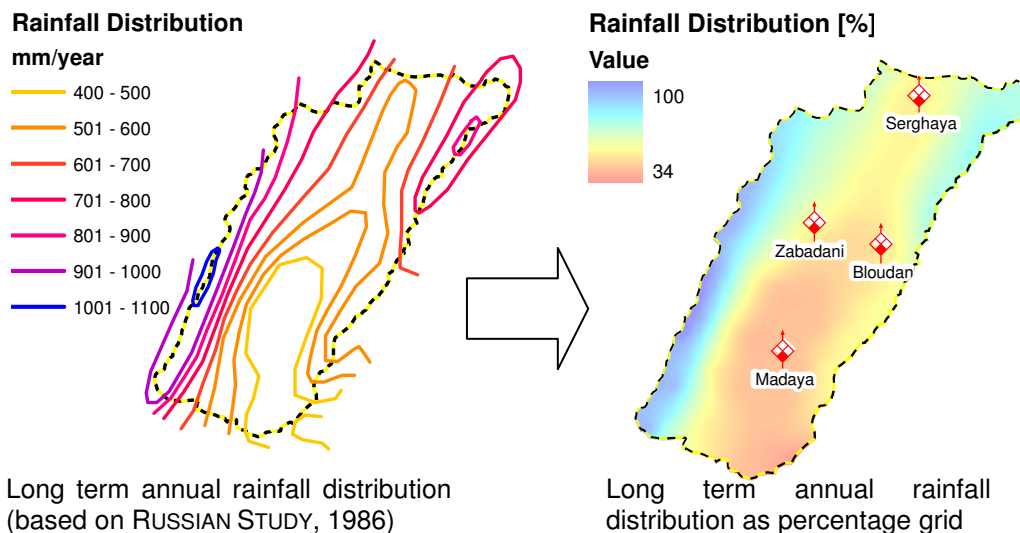 Rainfall Distribution
mm/year
400 - 500
501 - 600
601 - 700
701 - 800
801 - 900
901 - 1000
1001 - 1100
Long term annual rainfall distribution
(based on RUSSIAN STUDY, 1986)
Rainfall Distribution [%]
Value
100
34
Serghaya
Zabadani
Bloudan
Madaya
Long term annual rainfall
distribution as percentage grid